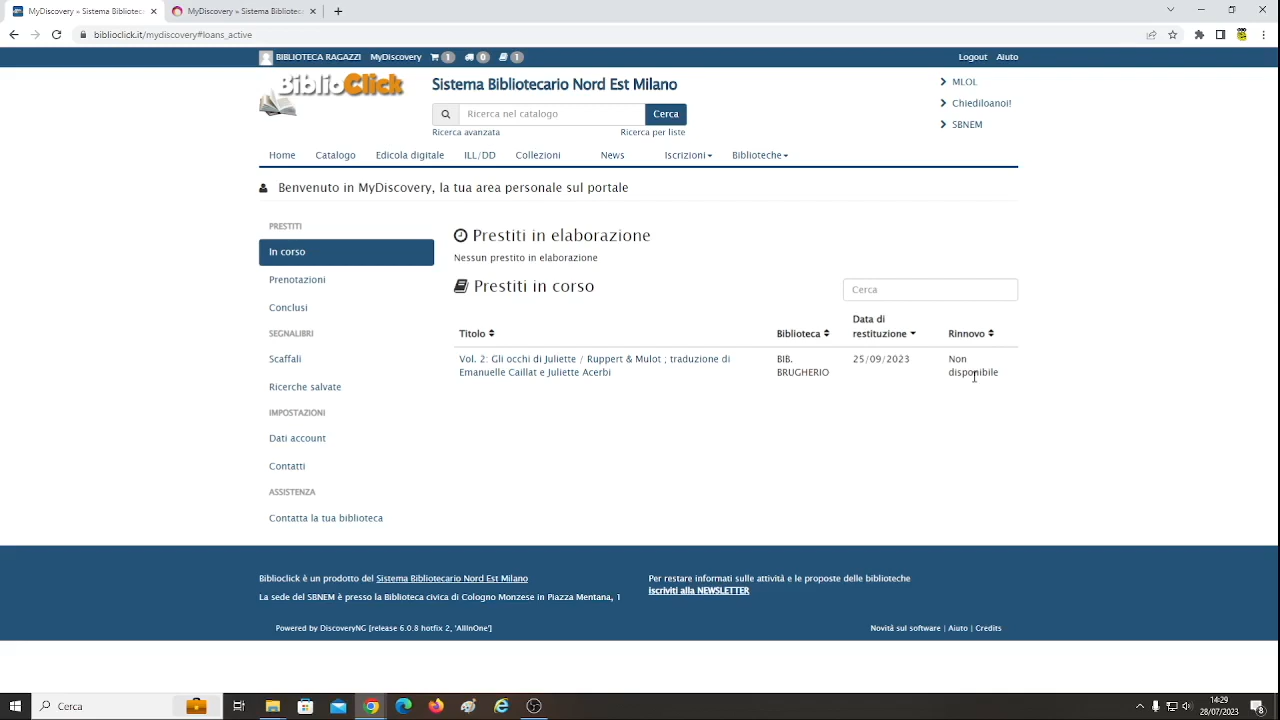 MyDiscovery » Sistema Bibliotec
Biblioclick
biblioclick.it/mydiscovery#loans_active
BIBLIOTECA RAGAZZI MyDiscovery 1 0 1 Logout Aiuto
BiblioClick
Sistema Bibliotecario Nord Est Milano
MLOL
Chiediloanoi!
SBNEM
Ricerca nel catalogo Cerca
Ricerca avanzata Ricerca per liste
Home Catalogo Edicola digitale ILL/DD Collezioni News Iscrizioni Biblioteche
Benvenuto in MyDiscovery, la tua area personale sul portale
PRESTITI
In corso
Prenotazioni
Conclusi
SEGNALIBRI
Scaffali
Ricerche salvate
IMPOSTAZIONI
Dati account
Contatti
ASSISTENZA
Contatta la tua biblioteca
Prestiti in elaborazione
Nessun prestito in elaborazione
Prestiti in corso
Cerca
Titolo Biblioteca Data di restituzione Rinnovo
Vol. 2: Gli occhi di Juliette / Ruppert & Mulot ; traduzione di
Emanuelle Caillat e Juliette Acerbi
BIB.
BRUGHERIO
25/09/2023
Non
disponibile
Biblioclick è un prodotto del Sistema Bibliotecario Nord Est Milano
La sede del SBNEM è presso la Biblioteca civica di Cologno Monzese in Piazza Mentana, 1
Per restare informati sulle attività e le proposte delle biblioteche
Iscriviti alla NEWSLETTER
Powered by DiscoveryNG [release 6.0.8 hotfix 2, 'AllInOne']
Novità sul software | Aiuto | Credits
Cerca
14:29
28/07/2023